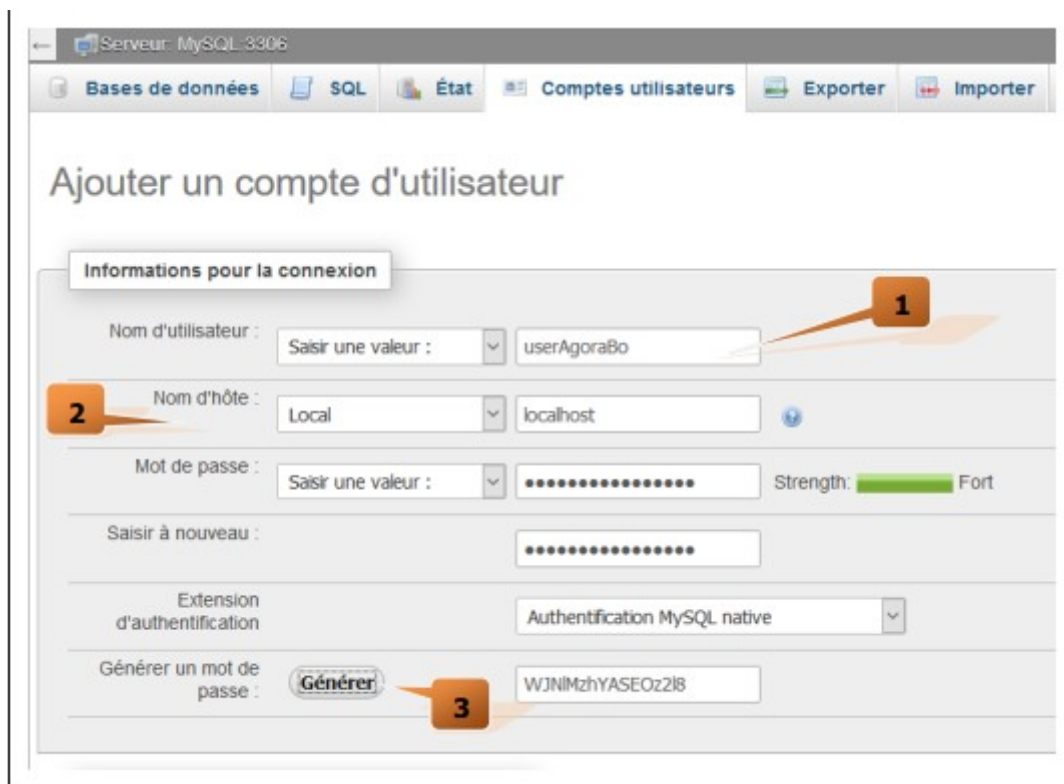 Serveur: MySQL:3306
Bases de données SQL État Comptes utilisateurs Exporter Importer
Ajouter un compte d'utilisateur
Informations pour la connexion
1
Nom d'utilisateur : Saisir une valeur : userAgoraBo
2
Nom d'hôte : Local localhost
Mot de passe : Saisir une valeur : •••••••••••••••• Strength: Fort
Saisir à nouveau : ••••••••••••••••
Extension
d'authentification Authentification MySQL native
Générer un mot de
passe : Générer WJNlMzhYASEOz2l8
3